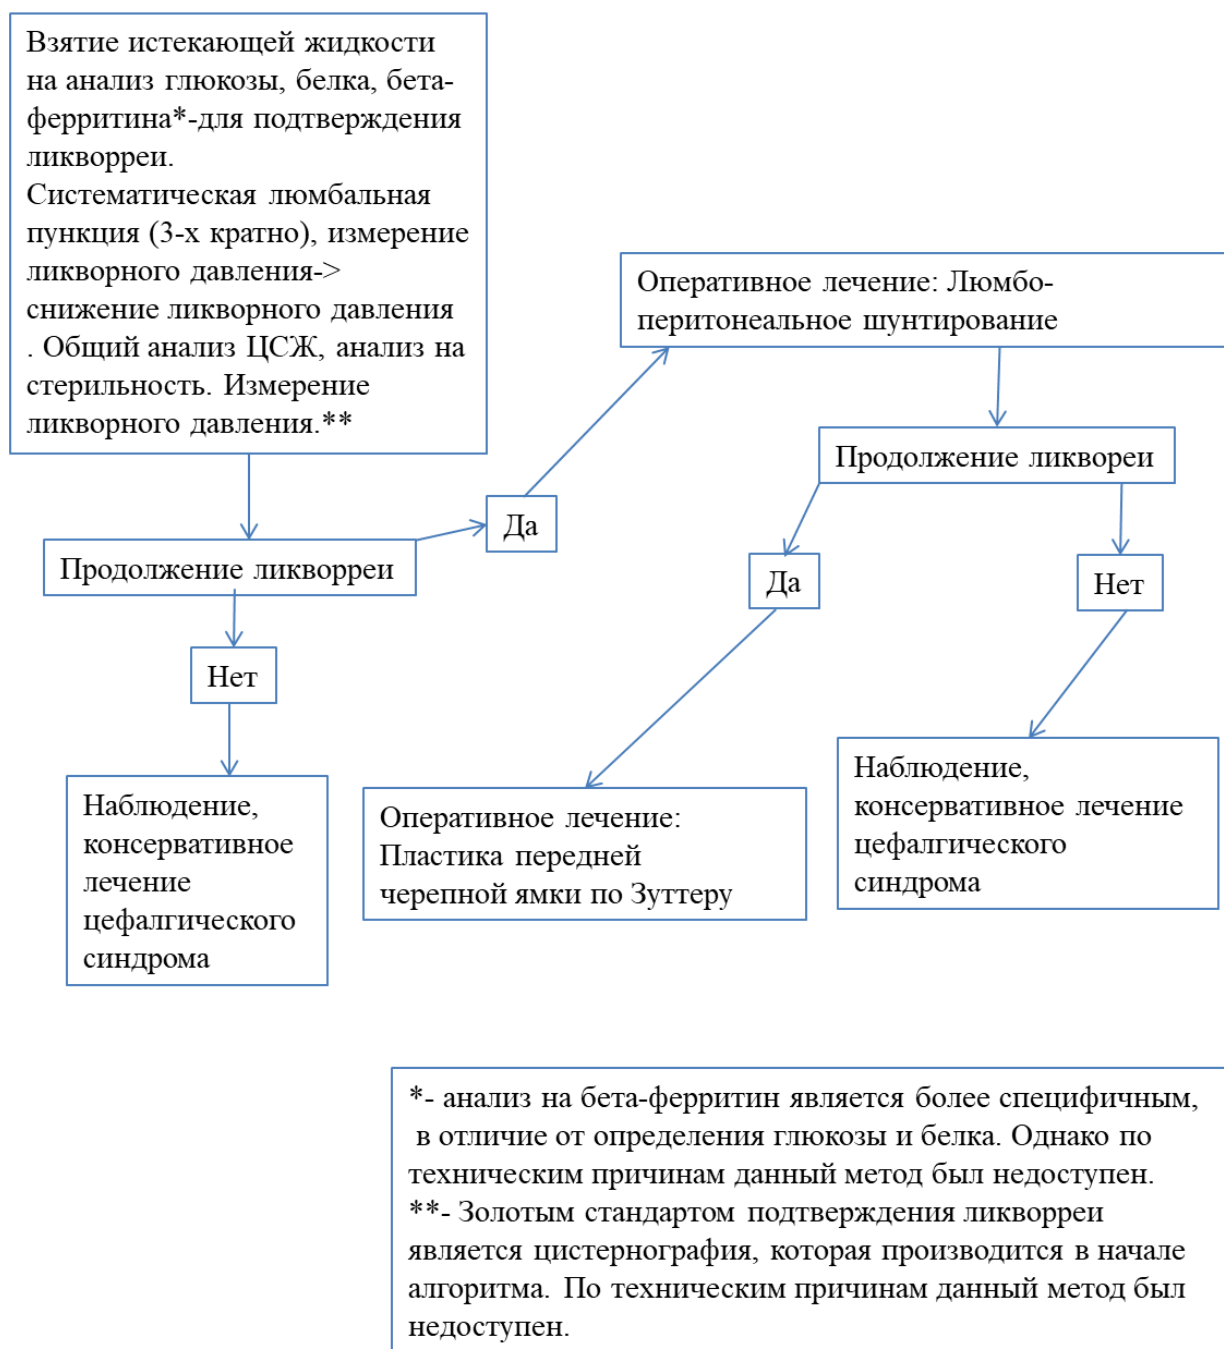 Взятие истекающей жидкости
на анализ глюкозы, белка, бета-
ферритина*-для подтверждения
ликворреи.
Систематическая люмбальная
пункция (3-х кратно), измерение
ликворного давления->
снижение ликворного давления
. Общий анализ ЦСЖ, анализ на
стерильность. Измерение
ликворного давления.**
Оперативное лечение: Люмбо-
перитонеальное шунтирование
Продолжение ликвореи
Да
Продолжение ликворреи
Да
Нет
Нет
Наблюдение,
консервативное
лечение
цефалгического
синдрома
Оперативное лечение:
Пластика передней
черепной ямки по Зуттеру
Наблюдение,
консервативное лечение
цефалгического
синдрома
*- анализ на бета-ферритин является более специфичным,
в отличие от определения глюкозы и белка. Однако по
техническим причинам данный метод был недоступен.
**- Золотым стандартом подтверждения ликворреи
является цистернография, которая производится в начале
алгоритма. По техническим причинам данный метод был
недоступен.